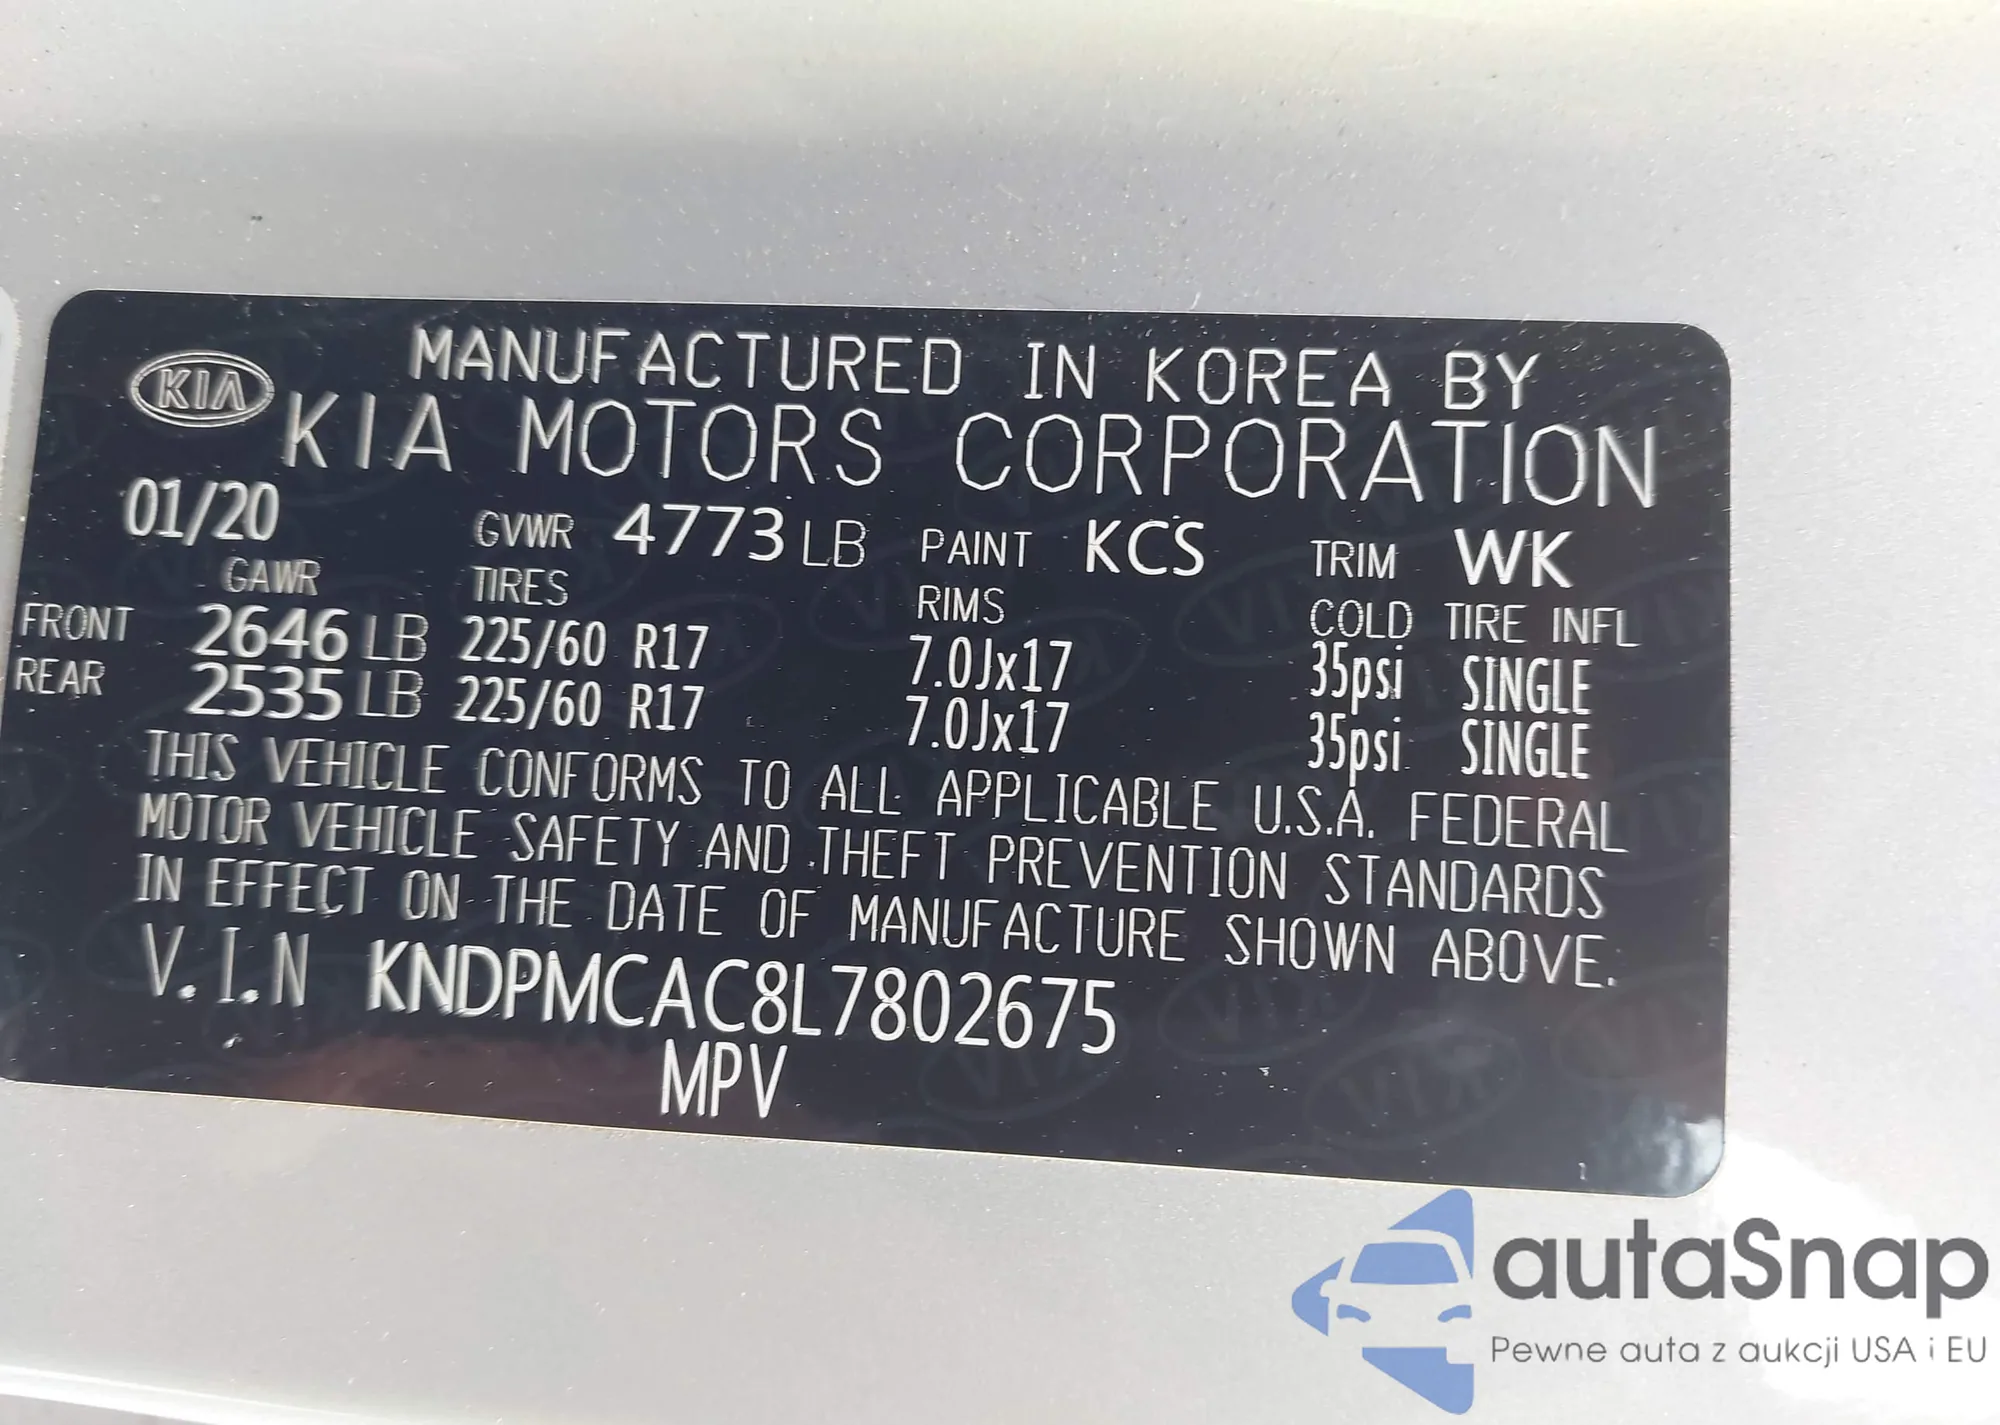 KIA
MANUFACTURED IN KOREA BY
KIA MOTORS CORPORATION
01/20 GVWR 4773 LB PAINT KCS TRIM WK
GAWR TIRES RIMS COLD TIRE INFL
FRONT 2646 LB 225/60 R17 7.0Jx17 35psi SINGLE
REAR 2535 LB 225/60 R17 7.0Jx17 35psi SINGLE
THIS VEHICLE CONFORMS TO ALL APPLICABLE U.S.A. FEDERAL
MOTOR VEHICLE SAFETY AND THEFT PREVENTION STANDARDS
IN EFFECT ON THE DATE OF MANUFACTURE SHOWN ABOVE.
V.I.N KNDPMCAC8L7802675
MPV
autaSnap
Pewne auta z aukcji USA i EU